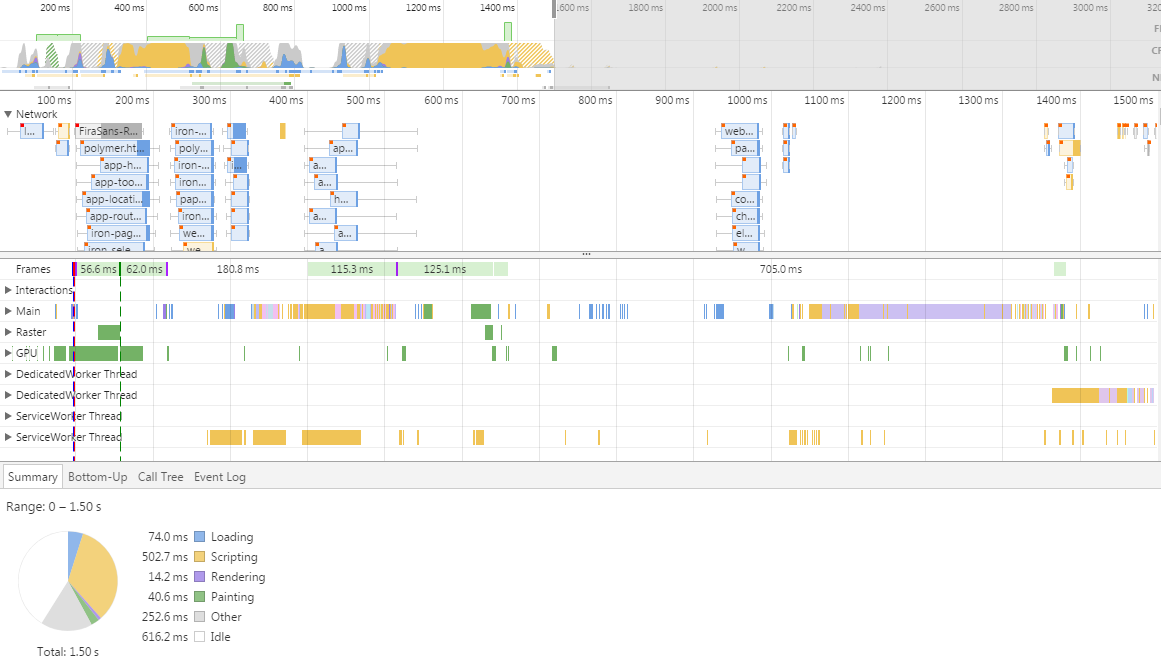 200 ms 400 ms 600 ms 800 ms 1000 ms 1200 ms 1400 ms 1600 ms 1800 ms 2000 ms 2200 ms 2400 ms 2600 ms 2800 ms 3000 ms 320
100 ms 200 ms 300 ms 400 ms 500 ms 600 ms 700 ms 800 ms 900 ms 1000 ms 1100 ms 1200 ms 1300 ms 1400 ms 1500 ms
Network
FiraSans-R... iron-... web...
polymer.ht... poly... ap... pa...
app-h... iron-... i... a...
app-too... iron... a...
app-locati... pap... h... co...
app-rout... iron... a... ch...
iron-pag... we... a... el...
iron-sele... we... a...
Frames 56.6 ms 62.0 ms 180.8 ms 115.3 ms 125.1 ms 705.0 ms
Interactions
Main
Raster
GPU
DedicatedWorker Thread
DedicatedWorker Thread
ServiceWorker Thread
ServiceWorker Thread
Summary Bottom-Up Call Tree Event Log
Range: 0 – 1.50 s
74.0 ms Loading
502.7 ms Scripting
14.2 ms Rendering
40.6 ms Painting
252.6 ms Other
616.2 ms Idle
Total: 1.50 s